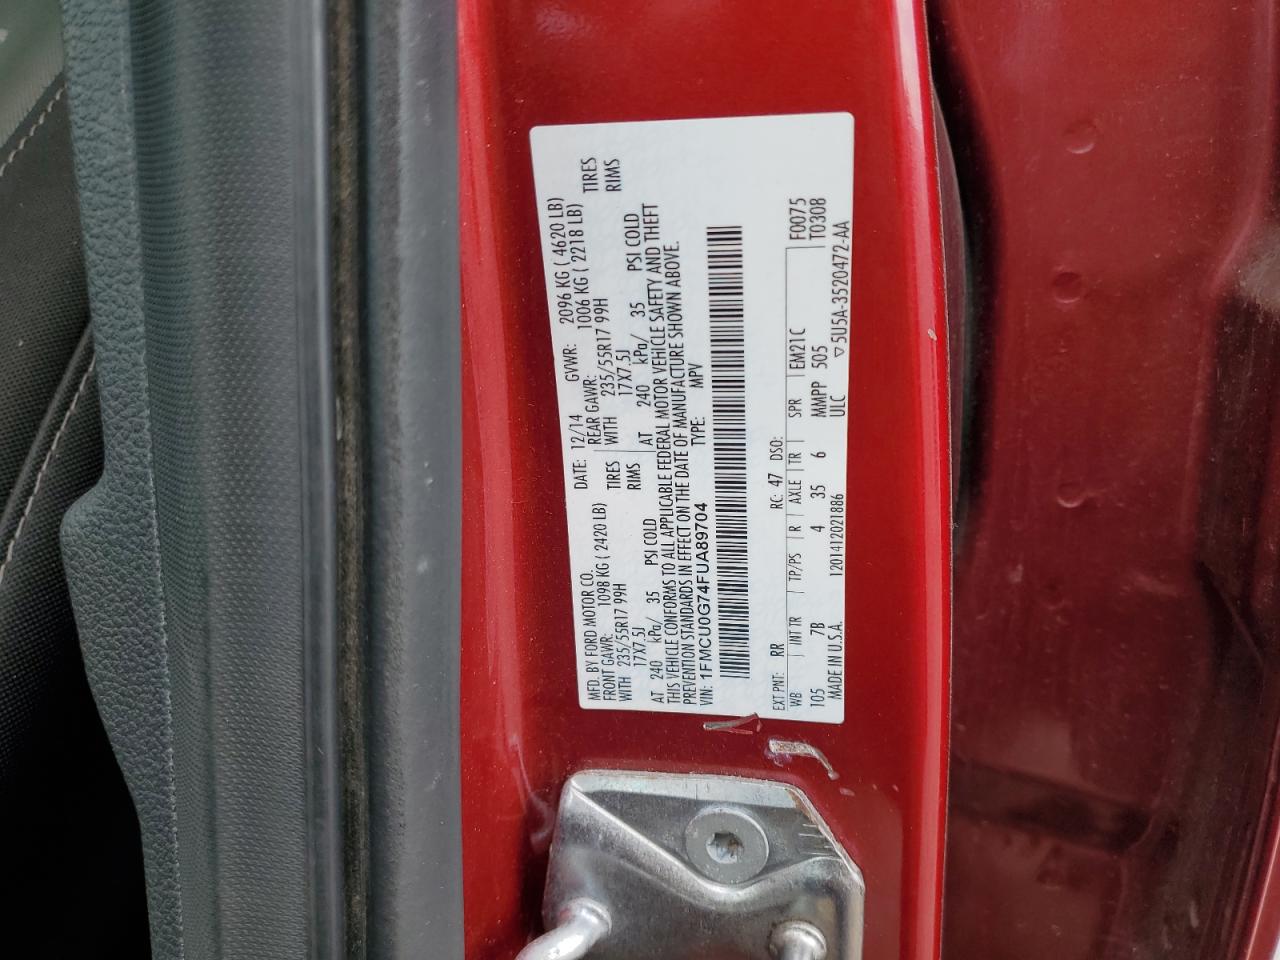 MFD. BY FORD MOTOR CO. DATE: 12/14 GVWR: 2096 KG ( 4620 LB)
FRONT GAWR: 1098 KG ( 2420 LB) REAR GAWR: 1006 KG ( 2218 LB)
WITH 235/55R17 99H TIRES WITH 235/55R17 99H TIRES
17X7.5J RIMS 17X7.5J RIMS
AT 240 kPa/ 35 PSI COLD AT 240 kPa/ 35 PSI COLD
THIS VEHICLE CONFORMS TO ALL APPLICABLE FEDERAL MOTOR VEHICLE SAFETY AND THEFT
PREVENTION STANDARDS IN EFFECT ON THE DATE OF MANUFACTURE SHOWN ABOVE.
VIN: 1FMCU0G74FUA89704 TYPE: MPV
EXT PNT: RR RC: 47 DSO: F0075
WB INT TR TP/PS R AXLE TR SPR EM21C T0308
105 7B 4 35 6 MMPP 505
MADE IN U.S.A. 1201412021886 ULC ▽5U5A-3520472-AA